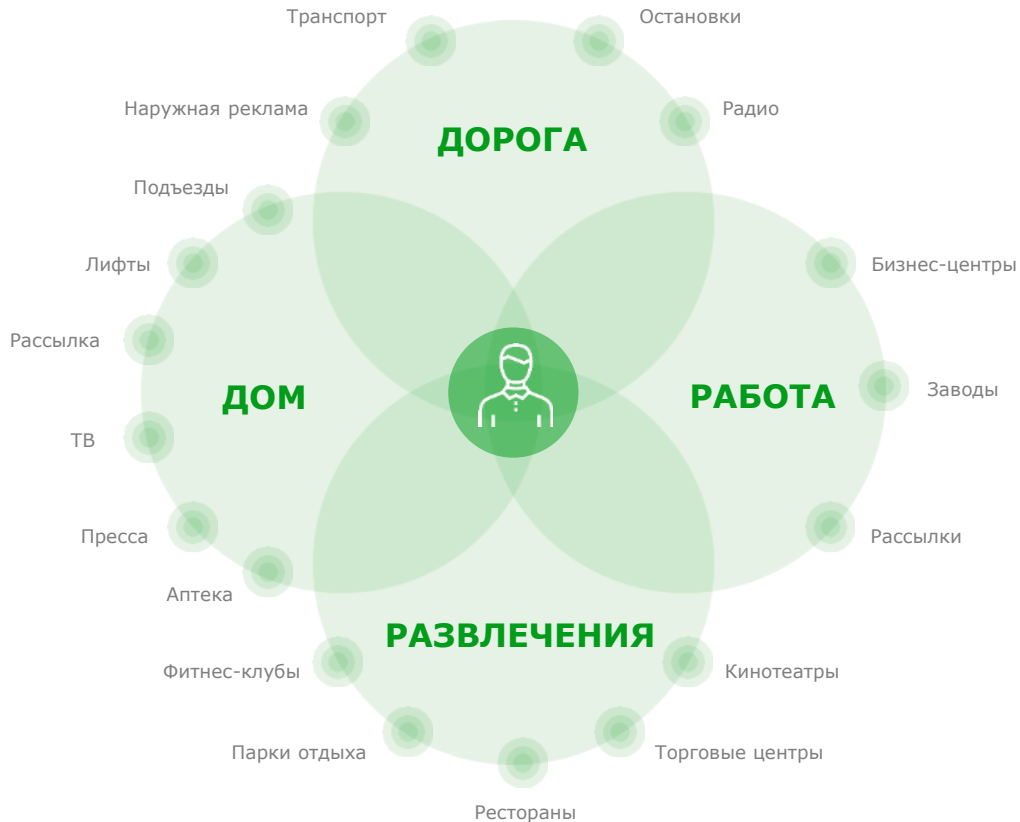 Транспорт
Остановки
Наружная реклама
Радио
ДОРОГА
Подъезды
Лифты
Бизнес-центры
Рассылка
ДОМ
РАБОТА
Заводы
ТВ
Пресса
Рассылки
Аптека
РАЗВЛЕЧЕНИЯ
Фитнес-клубы
Кинотеатры
Парки отдыха
Торговые центры
Рестораны